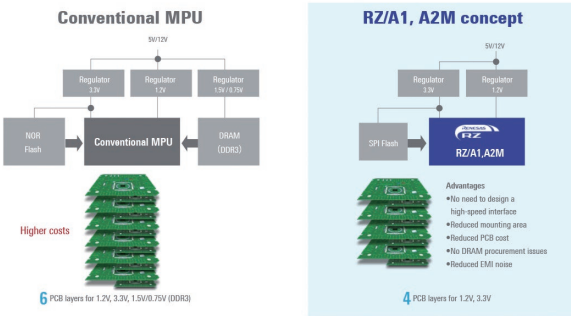 Conventional MPU
5V/12V
Regulator
3.3V
Regulator
1.2V
Regulator
1.5V / 0.75V
NOR
Flash
Conventional MPU
DRAM
(DDR3)
Higher costs
6 PCB layers for 1.2V, 3.3V, 1.5V/0.75V (DDR3)
RZ/A1, A2M concept
5V/12V
Regulator
3.3V
Regulator
1.2V
SPI Flash
RENESAS
RZ
RZ/A1,A2M
Advantages
•No need to design a
high-speed interface
•Reduced mounting area
•Reduced PCB cost
•No DRAM procurement issues
•Reduced EMI noise
4 PCB layers for 1.2V, 3.3V